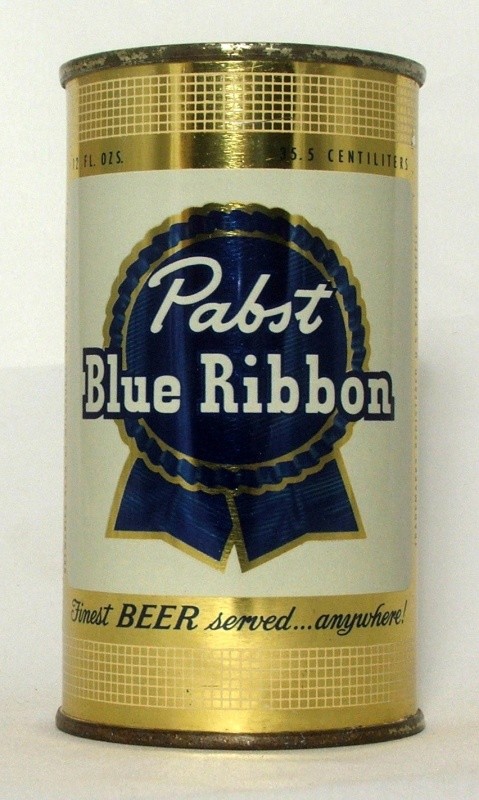 12 FL. OZS. 35.5 CENTILITERS
Pabst
Blue Ribbon
Finest BEER served...anywhere!